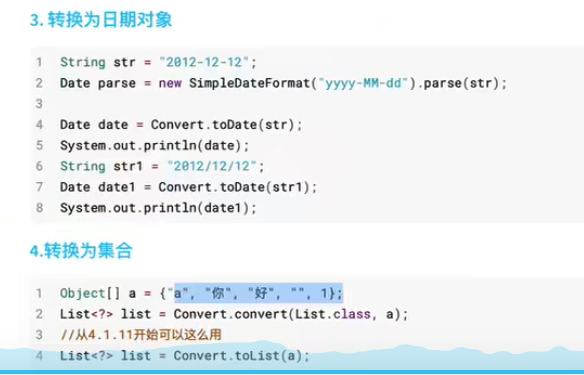 3. 转换为日期对象
1 String str = "2012-12-12";
2 Date parse = new SimpleDateFormat("yyyy-MM-dd").parse(str);
3
4 Date date = Convert.toDate(str);
5 System.out.println(date);
6 String str1 = "2012/12/12";
7 Date date1 = Convert.toDate(str1);
8 System.out.println(date1);
4.转换为集合
1 Object[] a = {"a", "你", "好", "", 1};
2 List<?> list = Convert.convert(List.class, a);
3 //从4.1.11开始可以这么用
4 List<?> list = Convert.toList(a);